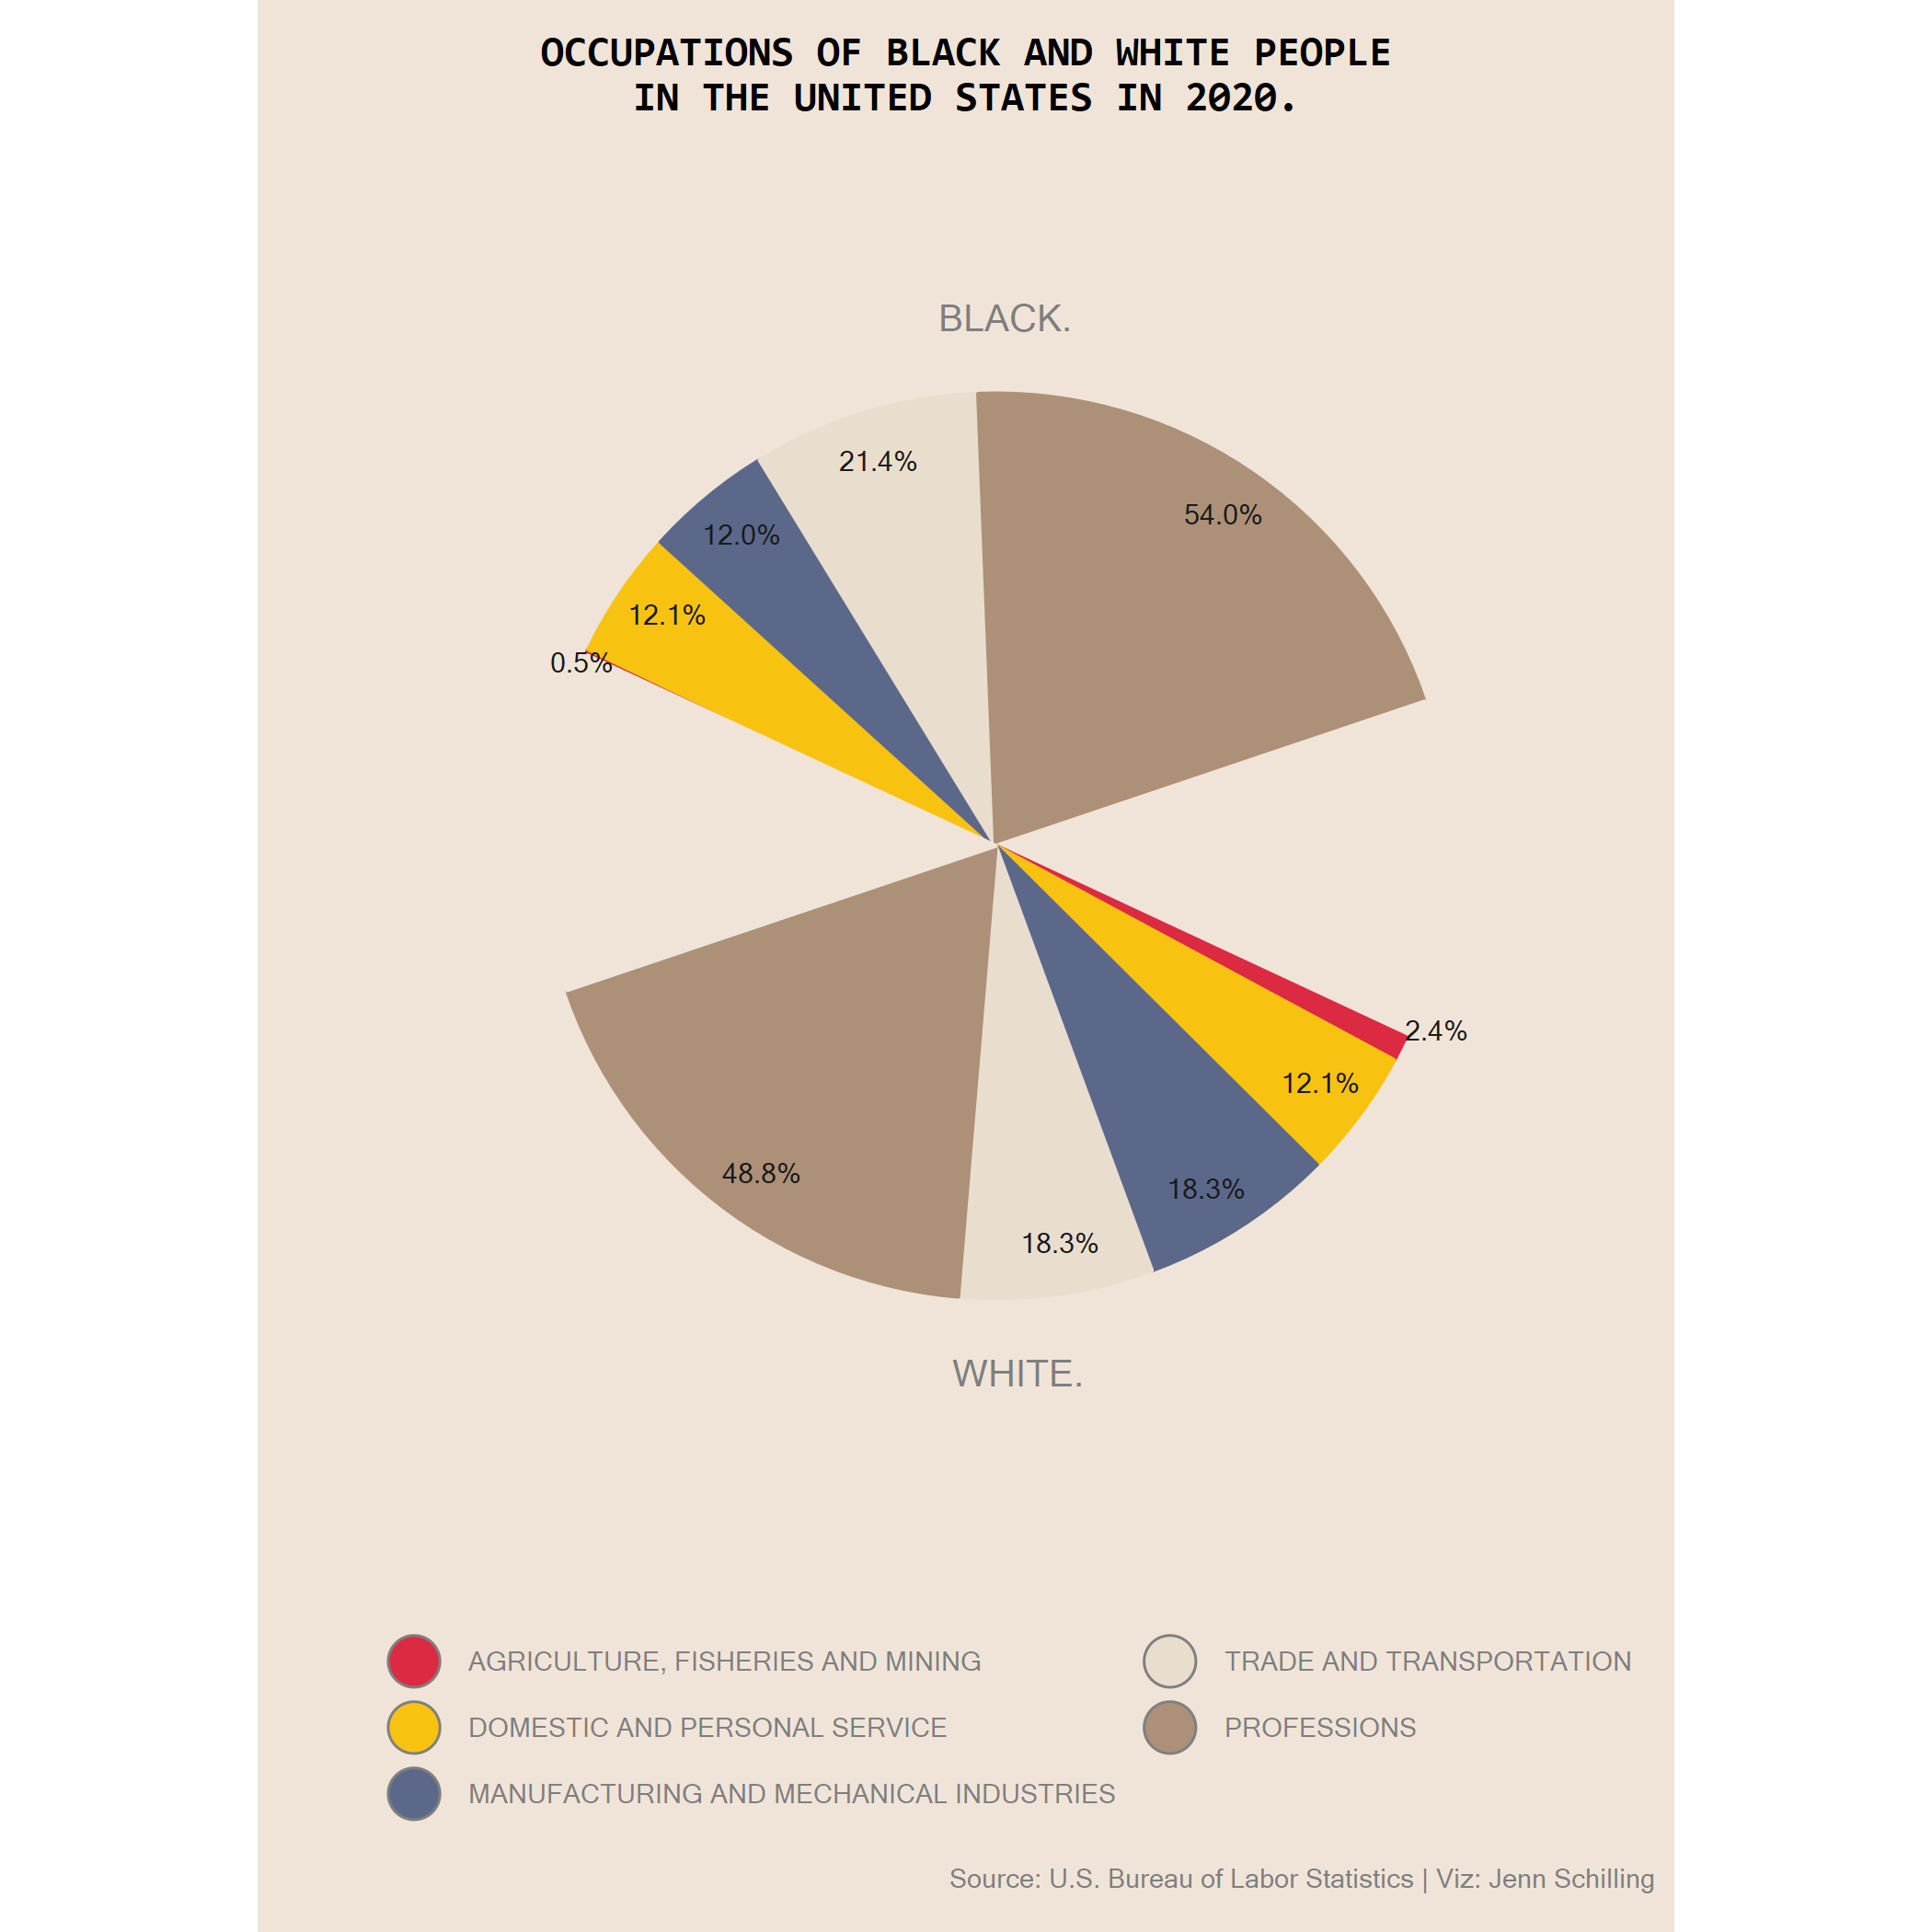 OCCUPATIONS OF BLACK AND WHITE PEOPLE
IN THE UNITED STATES IN 2020.
BLACK.
21.4%
54.0%
12.0%
12.1%
0.5%
2.4%
12.1%
48.8%
18.3%
18.3%
WHITE.
AGRICULTURE, FISHERIES AND MINING
DOMESTIC AND PERSONAL SERVICE
MANUFACTURING AND MECHANICAL INDUSTRIES
TRADE AND TRANSPORTATION
PROFESSIONS
Source: U.S. Bureau of Labor Statistics | Viz: Jenn Schilling